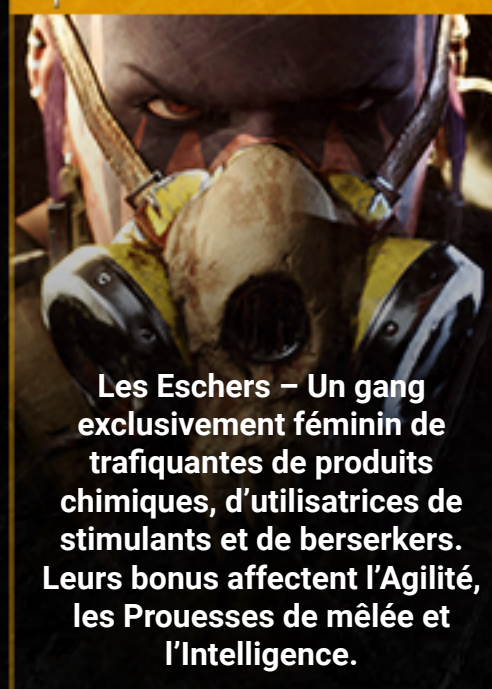 Les Eschers – Un gang
exclusivement féminin de
trafiquantes de produits
chimiques, d’utilisatrices de
stimulants et de berserkers.
Leurs bonus affectent l’Agilité,
les Prouesses de mêlée et
l’Intelligence.